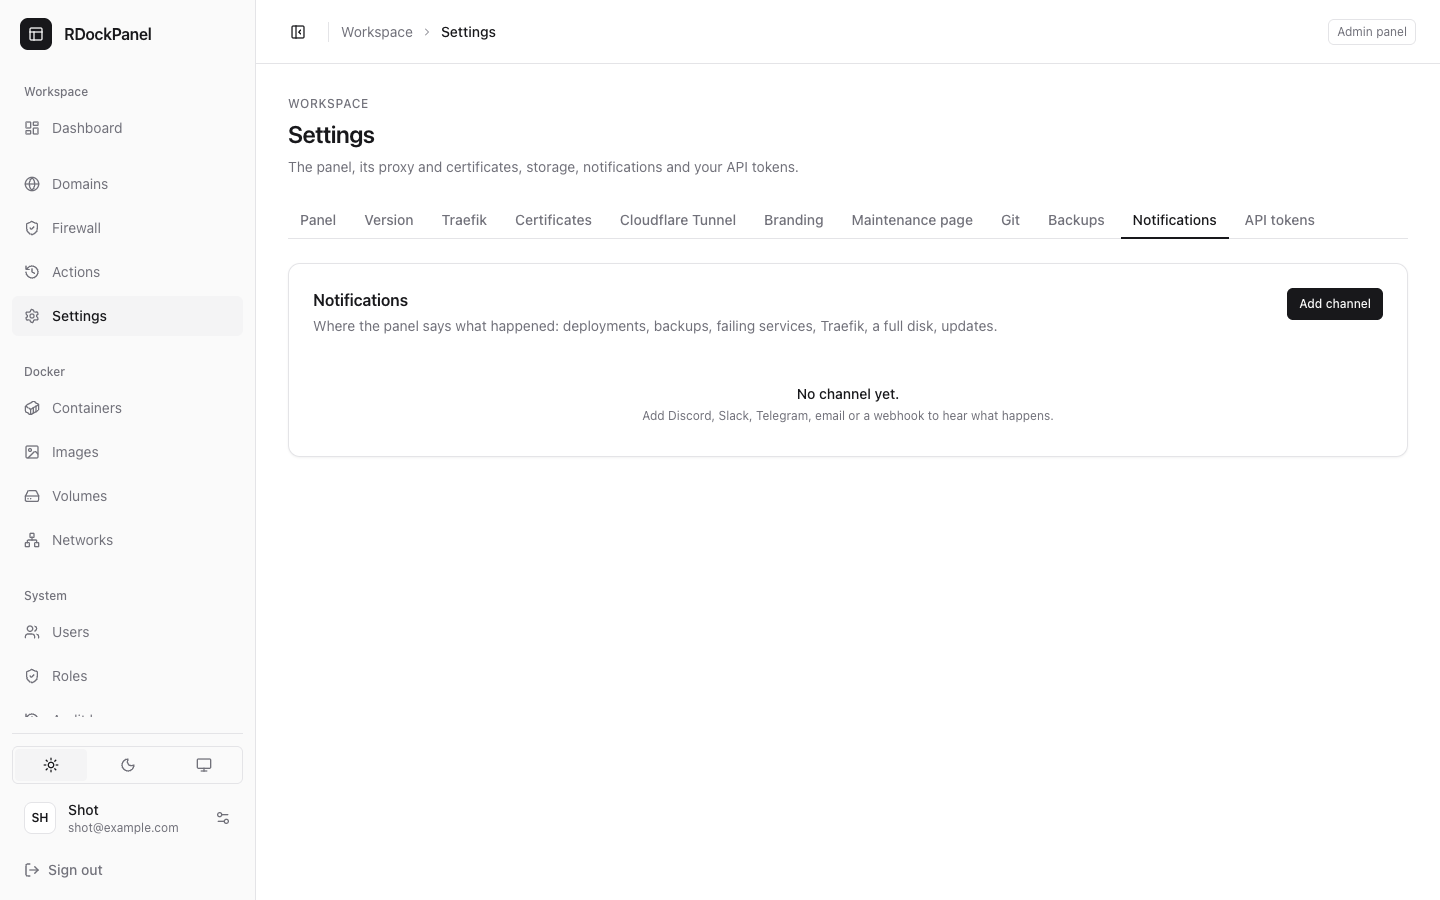 RDockPanel
Workspace
Dashboard
Domains
Firewall
Actions
Settings
Docker
Containers
Images
Volumes
Networks
System
Users
Roles
SH
Shot
shot@example.com
Sign out
Workspace > Settings
Admin panel
WORKSPACE
Settings
The panel, its proxy and certificates, storage, notifications and your API tokens.
Panel Version Traefik Certificates Cloudflare Tunnel Branding Maintenance page Git Backups Notifications API tokens
Notifications
Add channel
Where the panel says what happened: deployments, backups, failing services, Traefik, a full disk, updates.
No channel yet.
Add Discord, Slack, Telegram, email or a webhook to hear what happens.